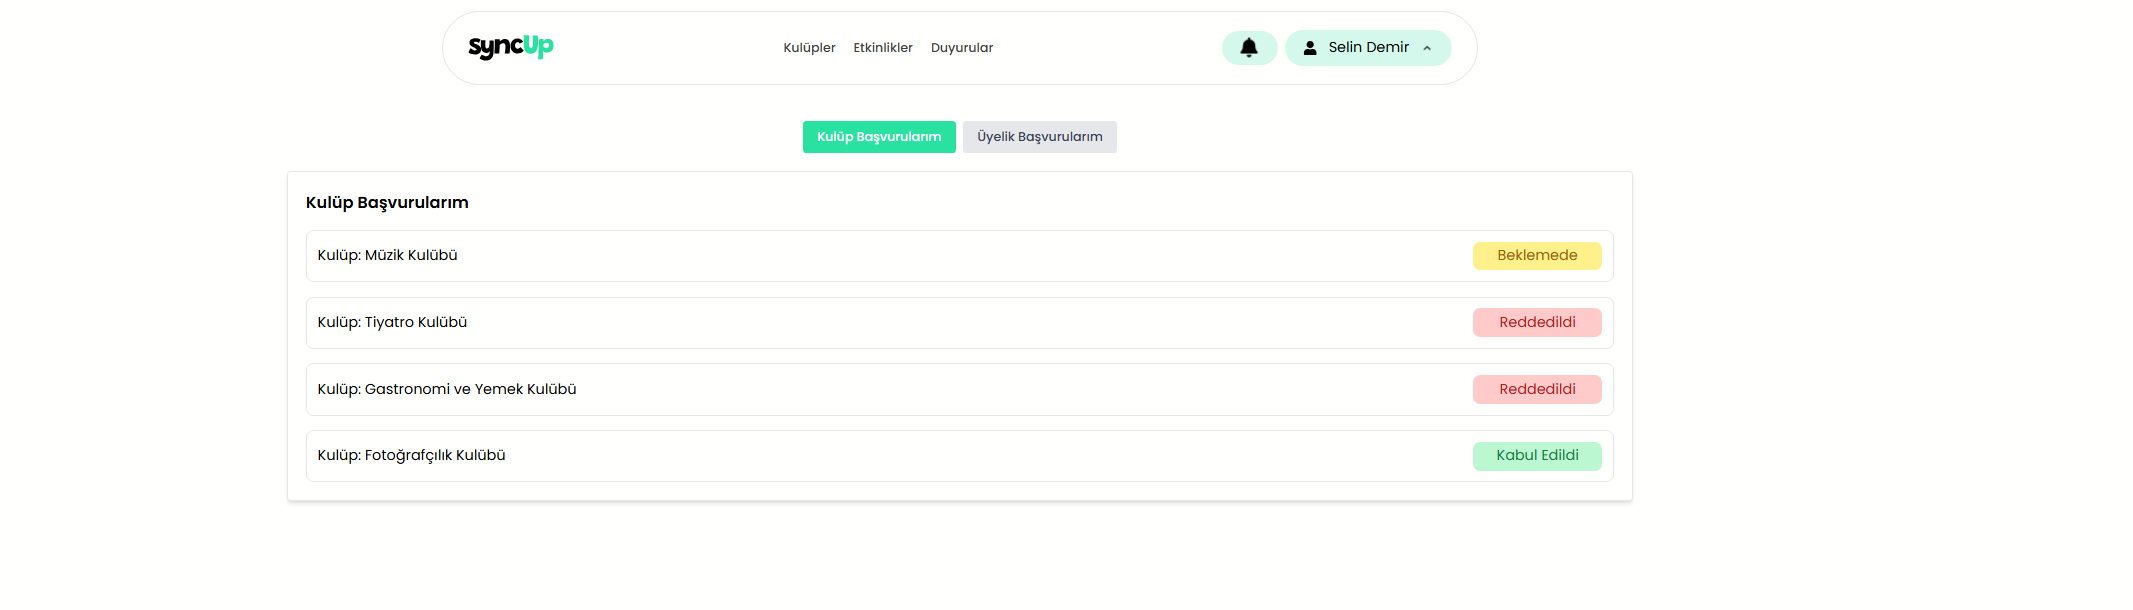 syncUp
Kulüpler Etkinlikler Duyurular
Selin Demir
Kulüp Başvurularım Üyelik Başvurularım
Kulüp Başvurularım
Kulüp: Müzik Kulübü Beklemede
Kulüp: Tiyatro Kulübü Reddedildi
Kulüp: Gastronomi ve Yemek Kulübü Reddedildi
Kulüp: Fotoğrafçılık Kulübü Kabul Edildi